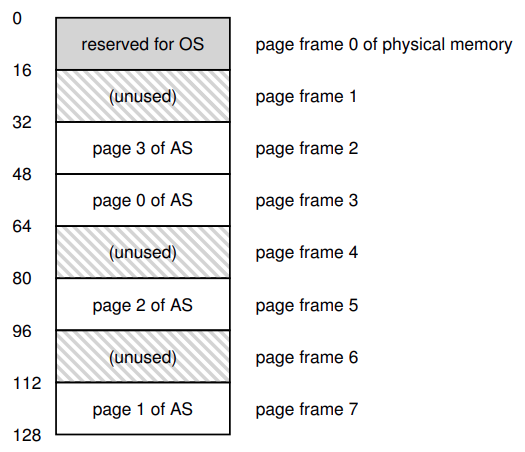 0
reserved for OS page frame 0 of physical memory
16
(unused) page frame 1
32
page 3 of AS page frame 2
48
page 0 of AS page frame 3
64
(unused) page frame 4
80
page 2 of AS page frame 5
96
(unused) page frame 6
112
page 1 of AS page frame 7
128